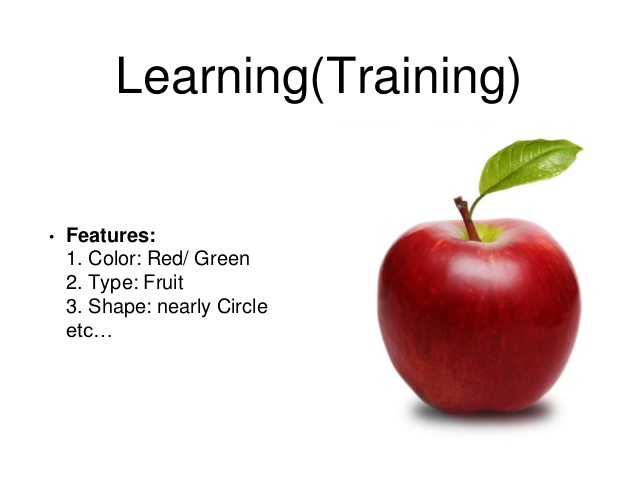 Learning(Training)
• Features:
1. Color: Red/ Green
2. Type: Fruit
3. Shape: nearly Circle
etc…